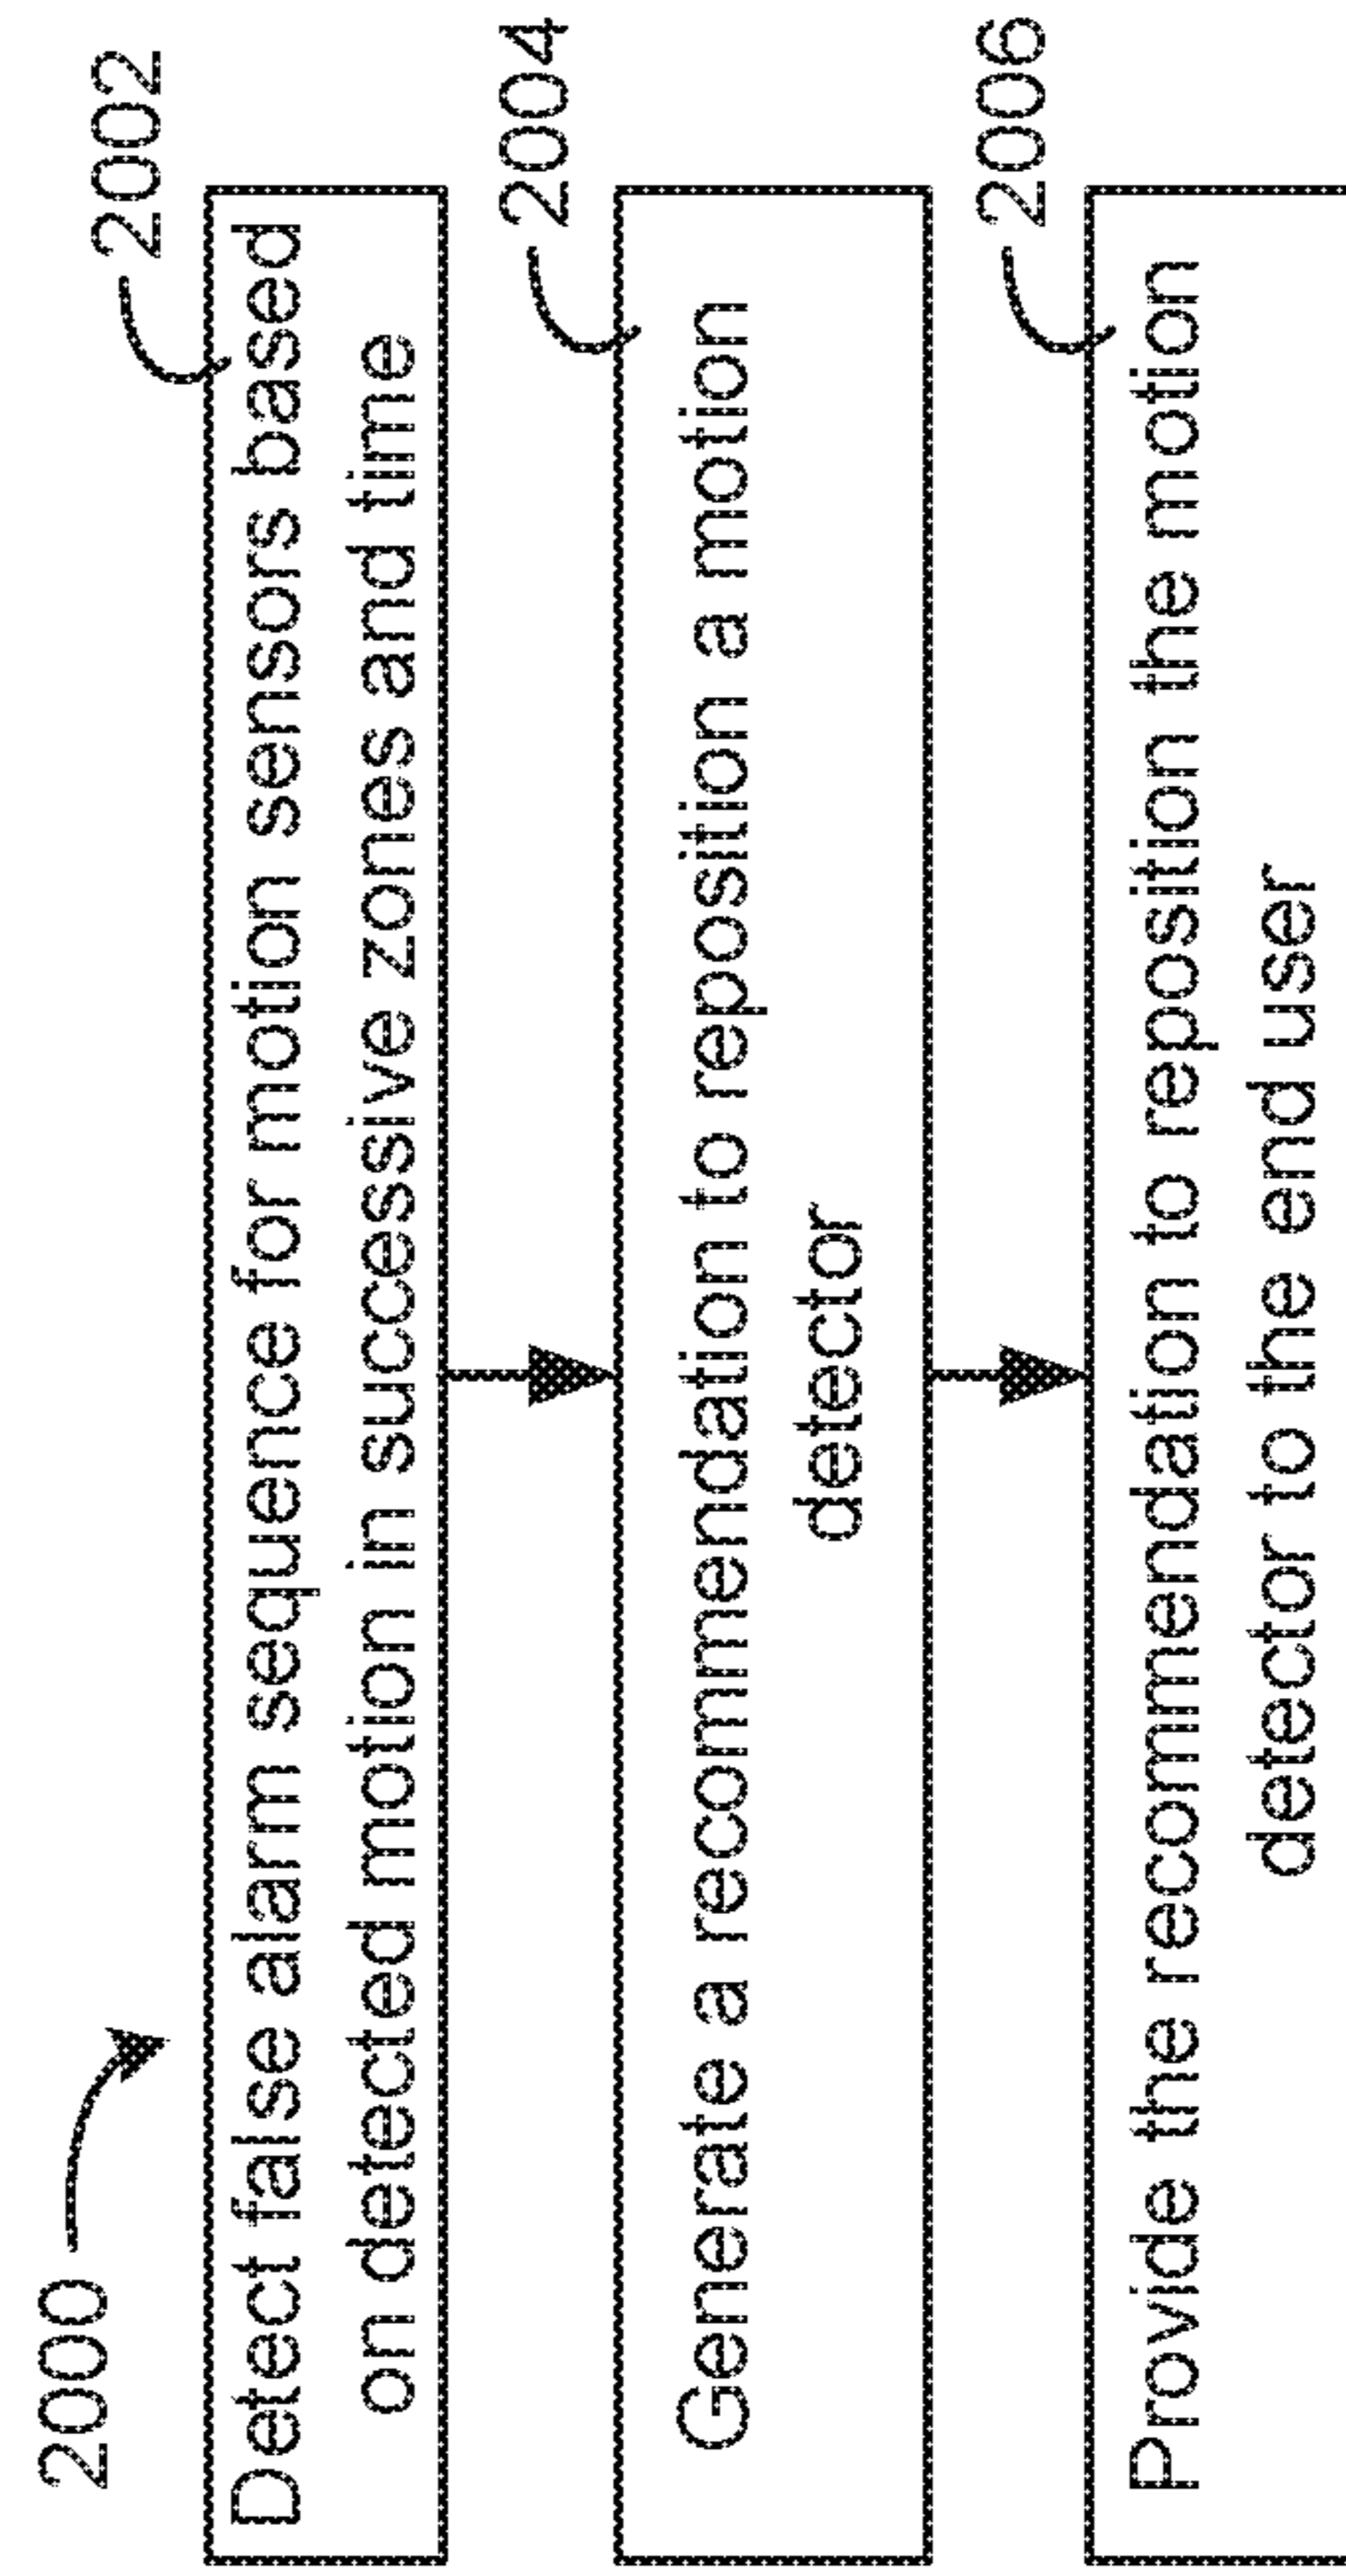 2000
2002
Detect false alarm sequence for motion sensors based
on detected motion in successive zones and time
2004
Generate a recommendation to reposition a motion
detector
2006
Provide the recommendation to reposition the motion
detector to the end user